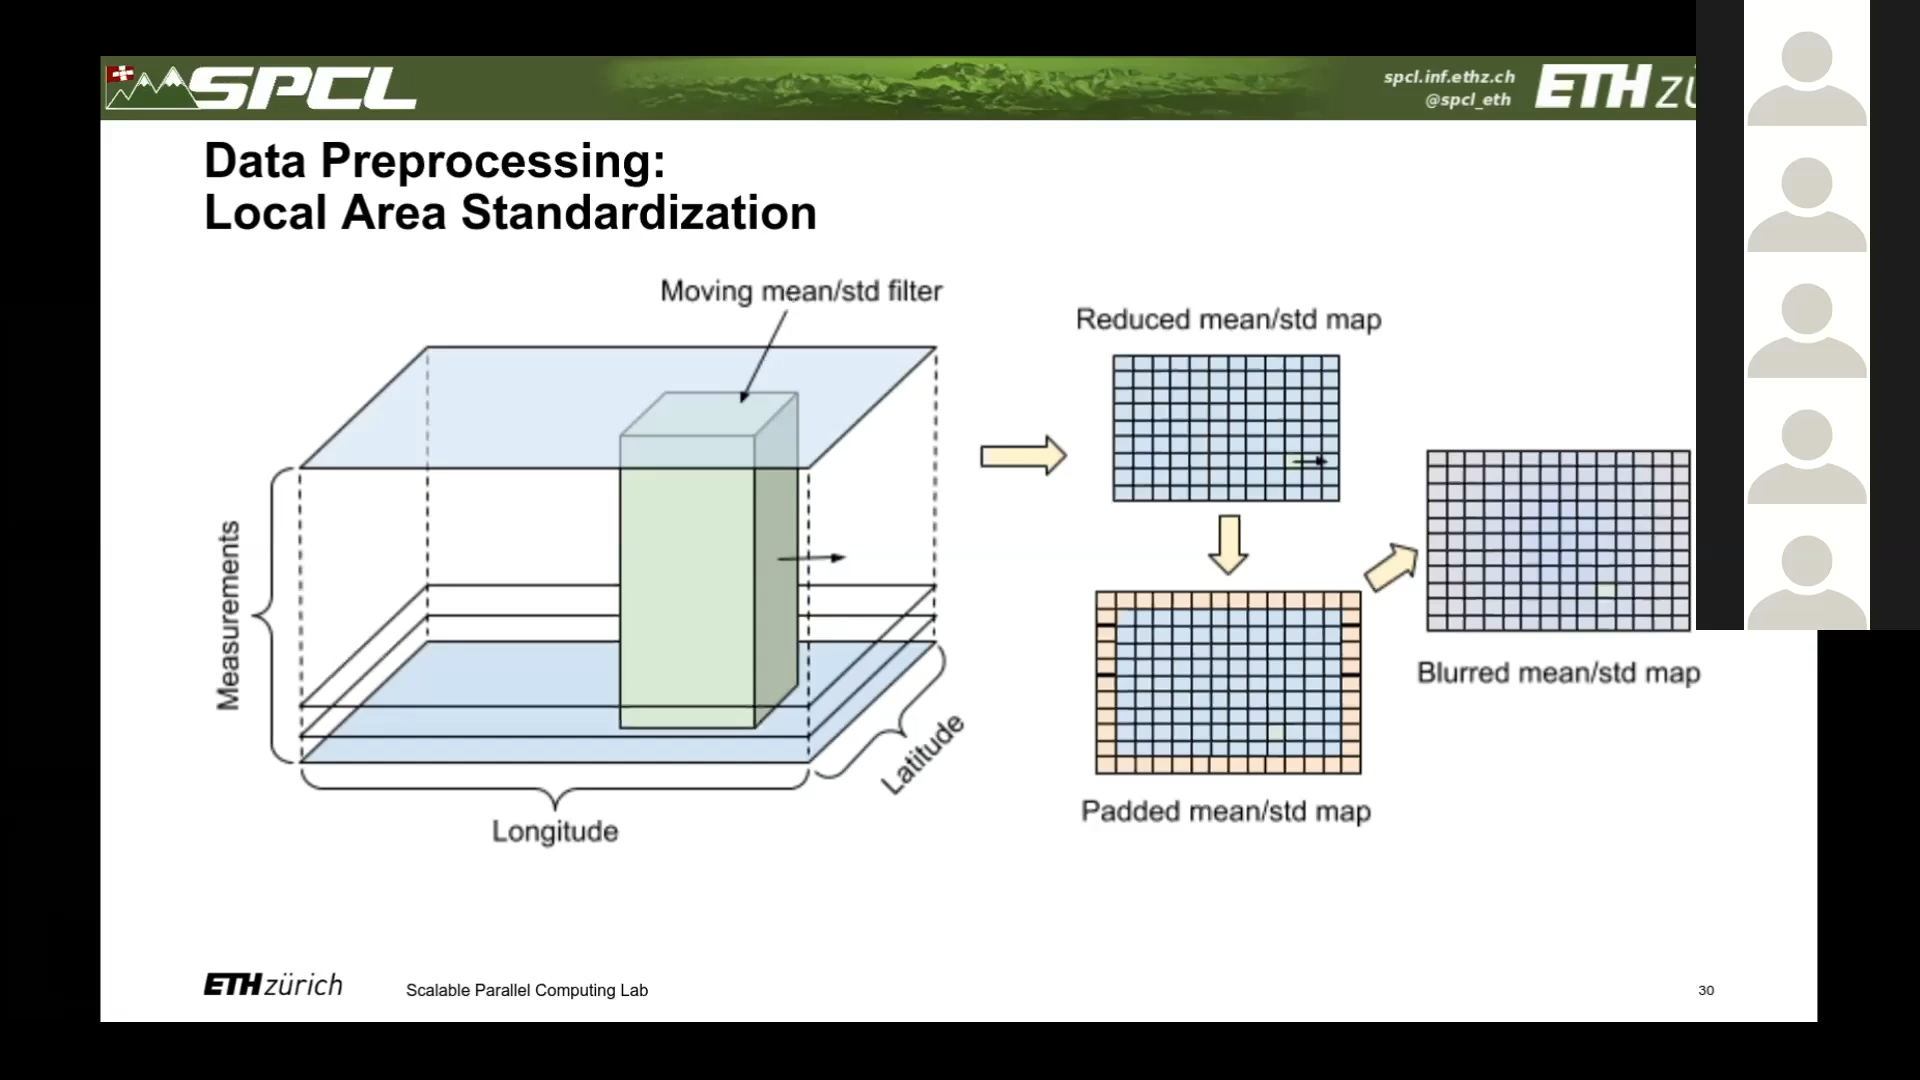 SPCL
spcl.inf.ethz.ch
@spcl_eth
ETH
Data Preprocessing:
Local Area Standardization
Moving mean/std filter
Reduced mean/std map
Measurements
Latitude
Longitude
Blurred mean/std map
Padded mean/std map
ETH zürich
Scalable Parallel Computing Lab
30